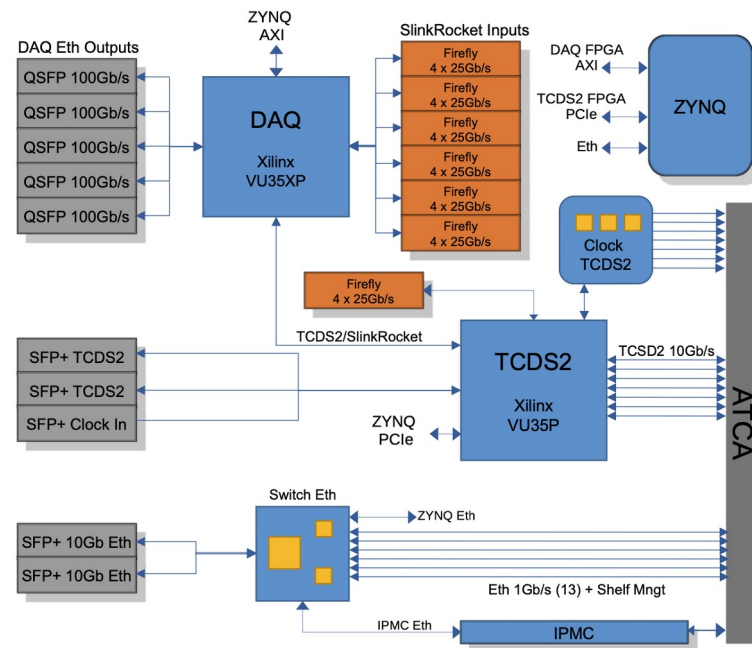 DAQ Eth Outputs
QSFP 100Gb/s
QSFP 100Gb/s
QSFP 100Gb/s
QSFP 100Gb/s
QSFP 100Gb/s
ZYNQ
AXI
DAQ
Xilinx
VU35XP
SlinkRocket Inputs
Firefly
4 x 25Gb/s
Firefly
4 x 25Gb/s
Firefly
4 x 25Gb/s
Firefly
4 x 25Gb/s
Firefly
4 x 25Gb/s
Firefly
4 x 25Gb/s
DAQ FPGA
AXI
TCDS2 FPGA
PCIe
Eth
ZYNQ
Clock
TCDS2
Firefly
4 x 25Gb/s
TCDS2/SlinkRocket
SFP+ TCDS2
SFP+ TCDS2
SFP+ Clock In
TCDS2
Xilinx
VU35P
ZYNQ
PCIe
TCSD2 10Gb/s
ATCA
Switch Eth
SFP+ 10Gb Eth
SFP+ 10Gb Eth
ZYNQ Eth
Eth 1Gb/s (13) + Shelf Mngt
IPMC Eth
IPMC